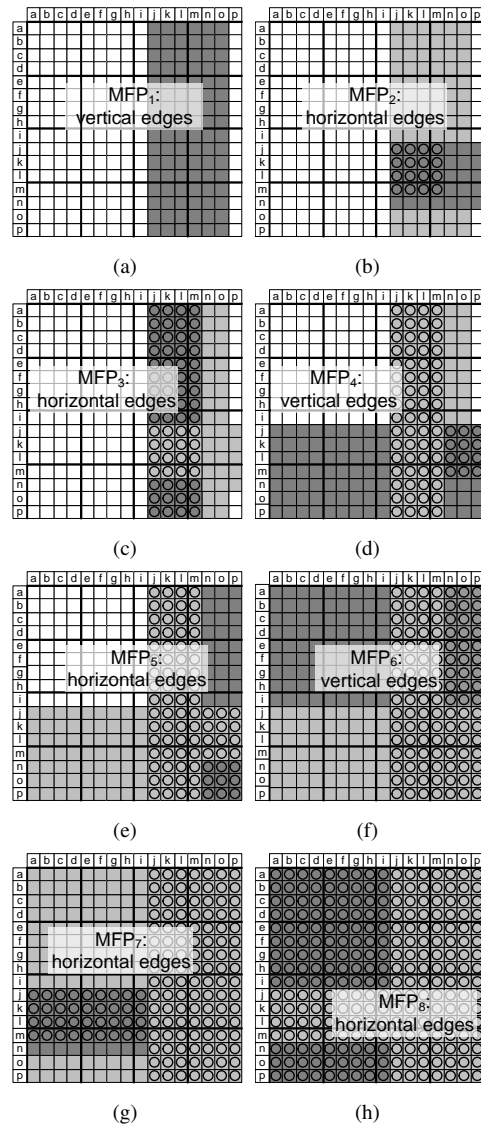 a b c d e f g h i j k l m n o p
a
b
c
d
e
f
g
h
i
j
k
l
m
n
o
p
MFP1:
vertical edges
(a)
a b c d e f g h i j k l m n o p
a
b
c
d
e
f
g
h
i
j
k
l
m
n
o
p
MFP2:
horizontal edges
(b)
a b c d e f g h i j k l m n o p
a
b
c
d
e
f
g
h
i
j
k
l
m
n
o
p
MFP3:
horizontal edges
(c)
a b c d e f g h i j k l m n o p
a
b
c
d
e
f
g
h
i
j
k
l
m
n
o
p
MFP4:
vertical edges
(d)
a b c d e f g h i j k l m n o p
a
b
c
d
e
f
g
h
i
j
k
l
m
n
o
p
MFP5:
horizontal edges
(e)
a b c d e f g h i j k l m n o p
a
b
c
d
e
f
g
h
i
j
k
l
m
n
o
p
MFP6:
vertical edges
(f)
a b c d e f g h i j k l m n o p
a
b
c
d
e
f
g
h
i
j
k
l
m
n
o
p
MFP7:
horizontal edges
(g)
a b c d e f g h i j k l m n o p
a
b
c
d
e
f
g
h
i
j
k
l
m
n
o
p
MFP8:
horizontal edges
(h)